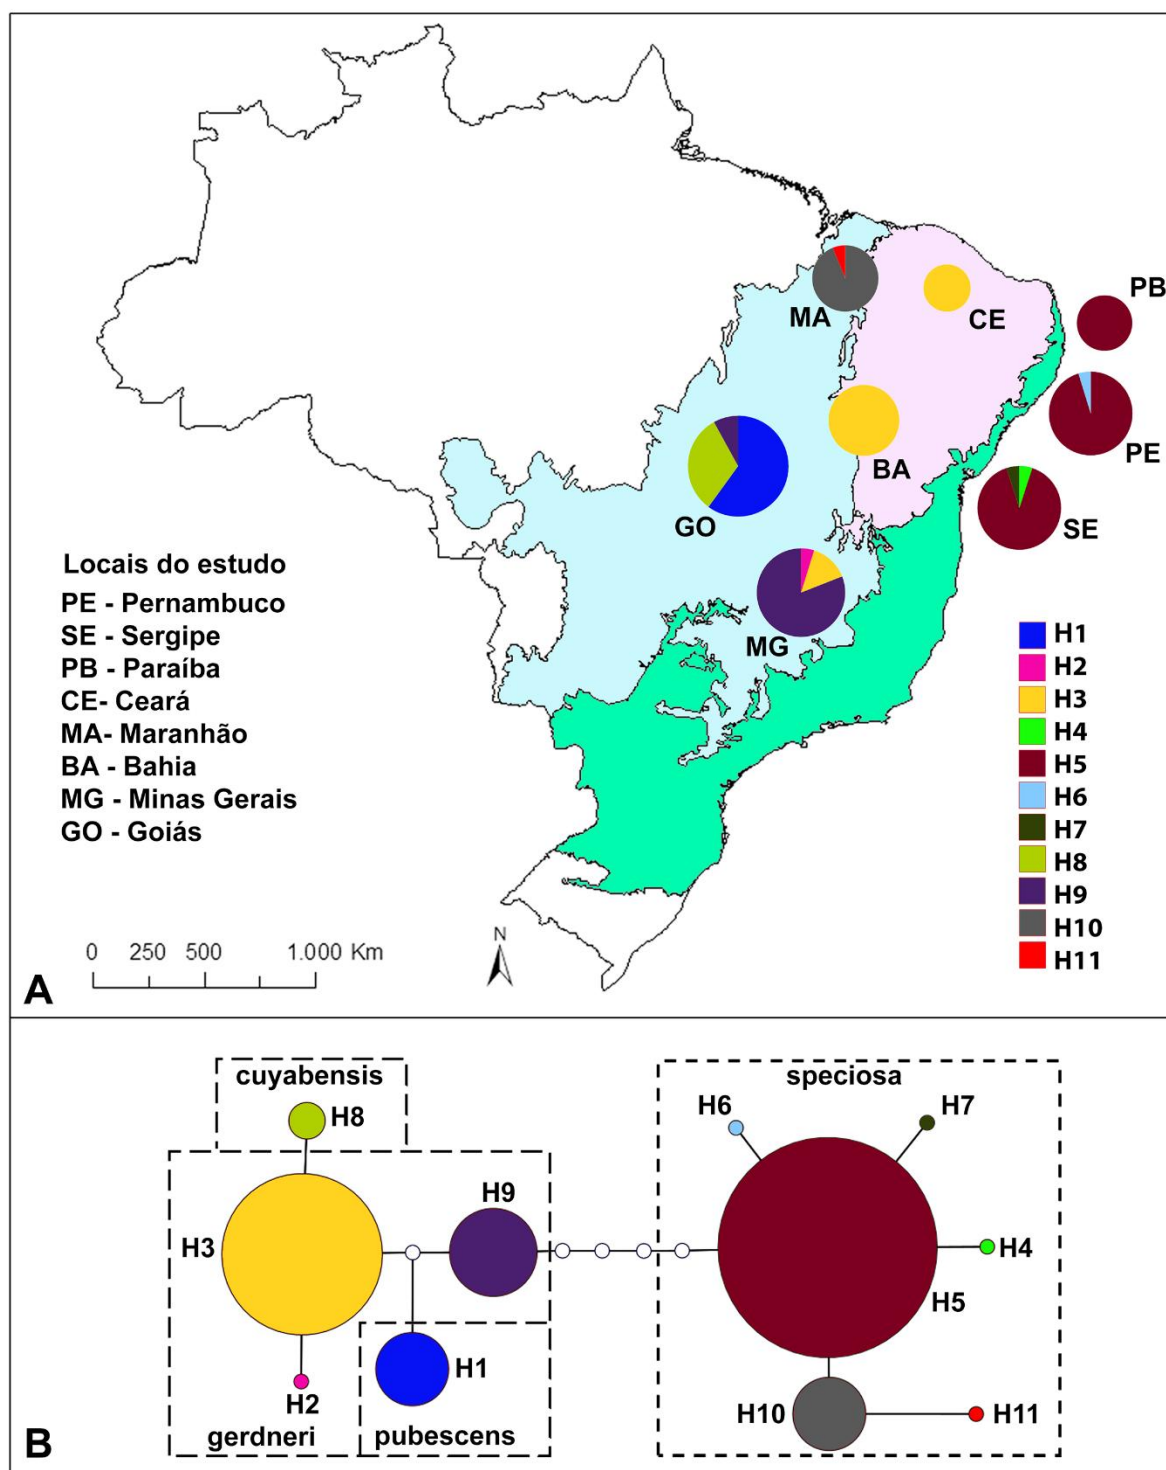 PB
MA
CE
PE
BA
GO
SE
MG
Locais do estudo
PE - Pernambuco
SE - Sergipe
PB - Paraíba
CE- Ceará
MA- Maranhão
BA - Bahia
MG - Minas Gerais
GO - Goiás
H1
H2
H3
H4
H5
H6
H7
H8
H9
H10
H11
N
0 250 500 1.000 Km
A
cuyabensis
speciosa
H8
H6
H7
H9
H3
H4
H5
H1
H2
H10
H11
gerdneri
pubescens
B